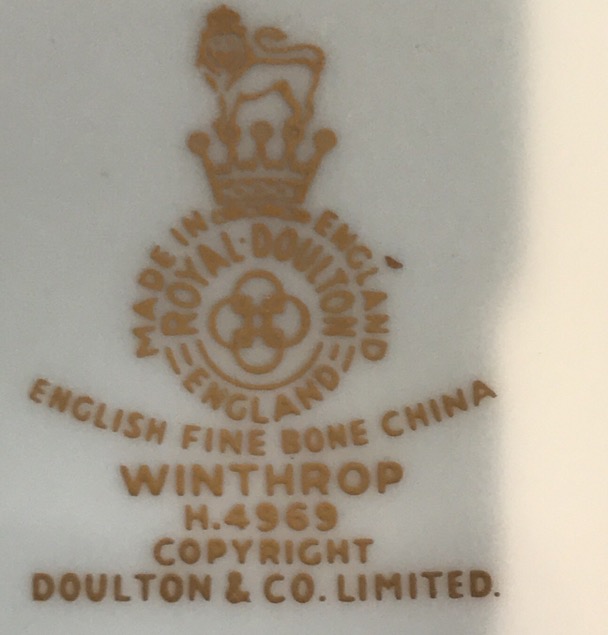 MADE IN ENGLAND
ROYAL·DOULTON
ENGLAND
ENGLISH FINE BONE CHINA
WINTHROP
H.4969
COPYRIGHT
DOULTON & CO. LIMITED.